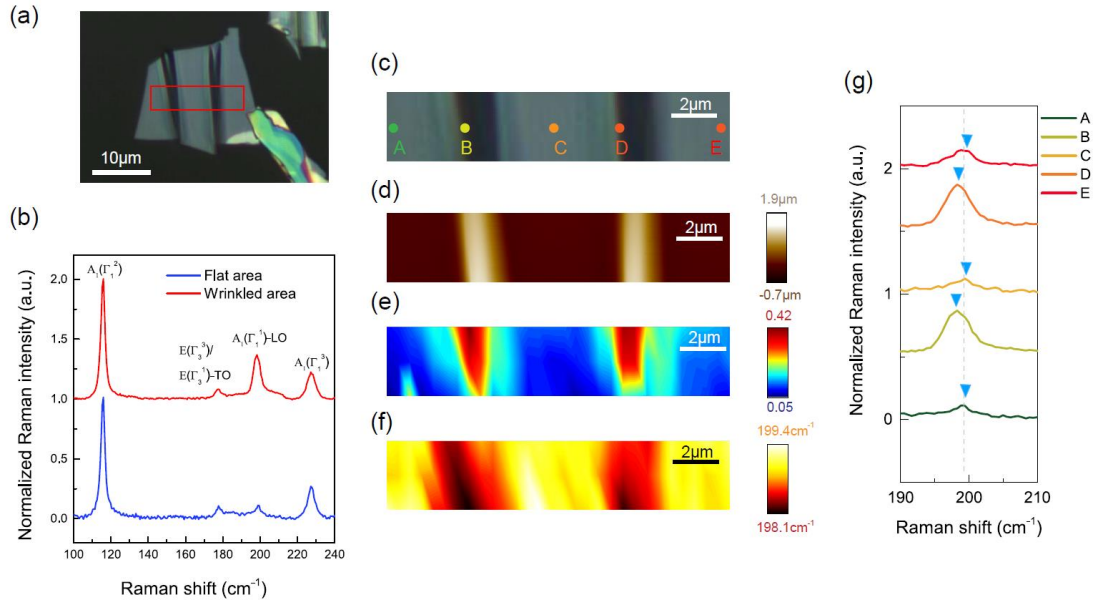 (a)
10μm
(b)
Normalized Raman intensity (a.u.)
2.0
1.5
1.0
0.5
0.0
A₁(Γ₁²)
Flat area
Wrinkled area
E(Γ₃³)/
E(Γ₃¹)-TO
A₁(Γ₁¹)-LO
A₁(Γ₁³)
100 120 140 160 180 200 220 240
Raman shift (cm⁻¹)
(c)
2μm
A B C D E
(d)
2μm
1.9μm
-0.7μm
(e)
2μm
0.42
0.05
(f)
2μm
199.4cm⁻¹
198.1cm⁻¹
(g)
Normalized Raman intensity (a.u.)
2
1
0
A
B
C
D
E
190 200 210
Raman shift (cm⁻¹)